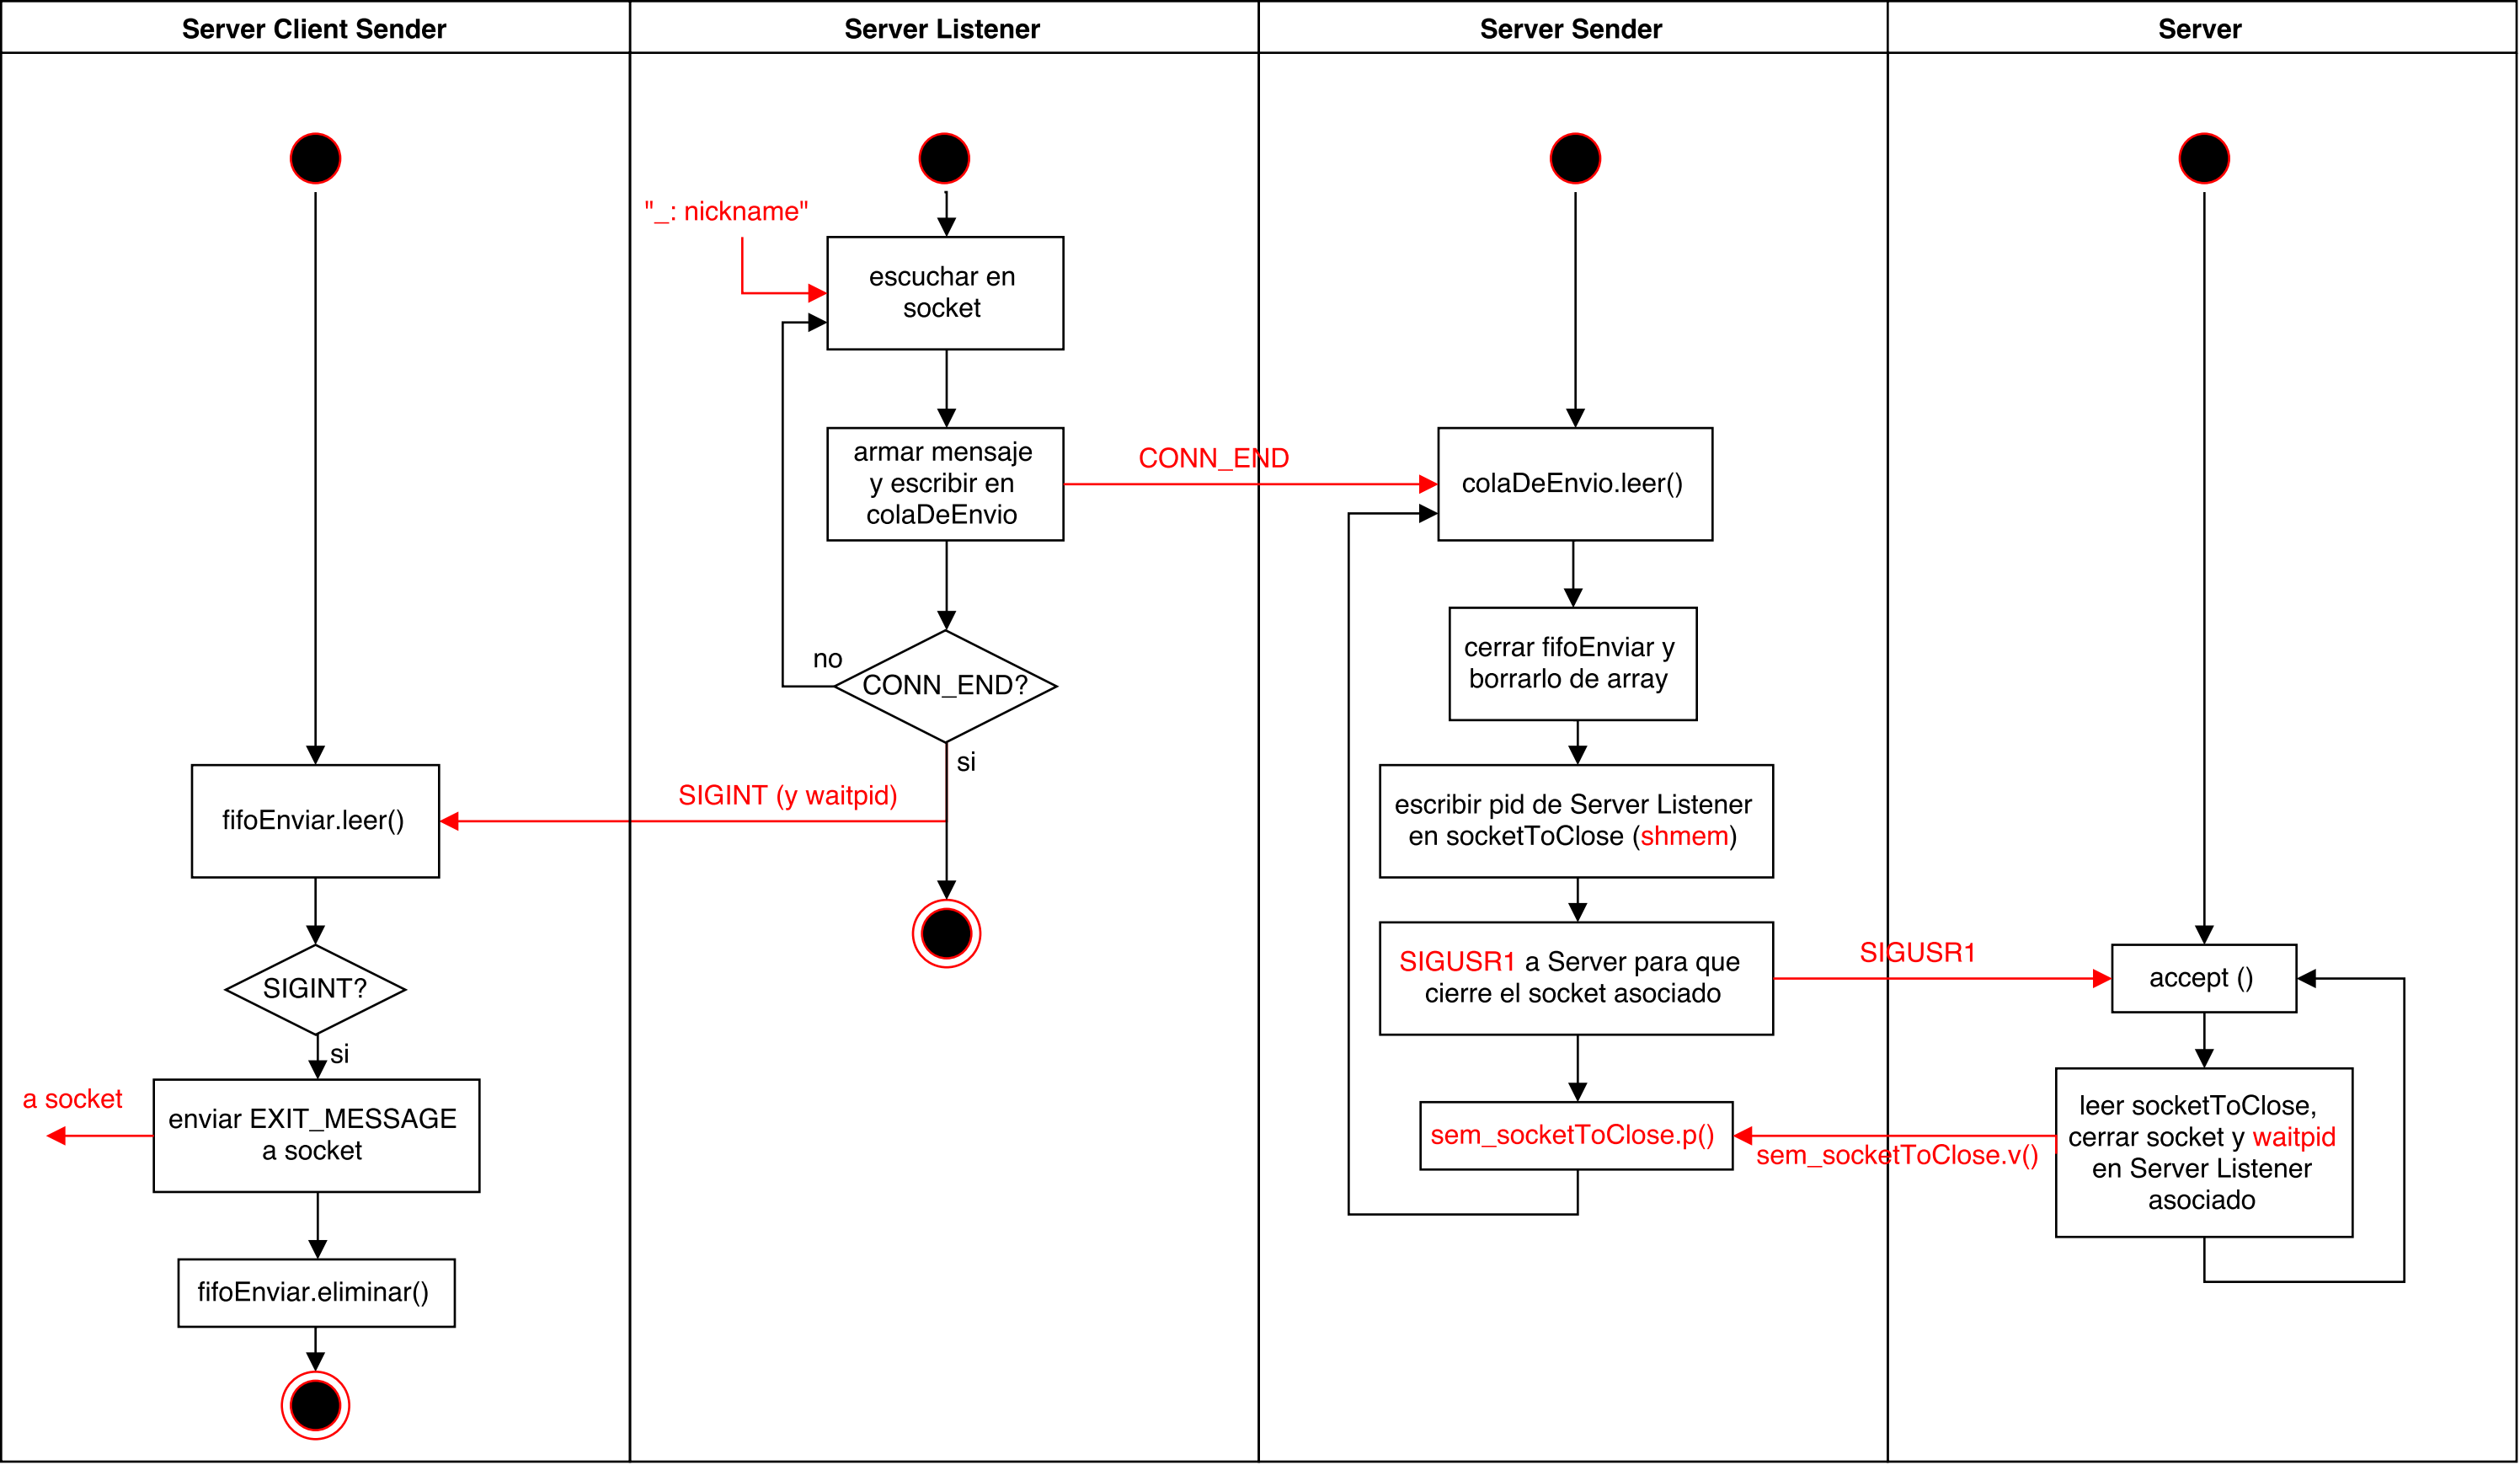 Server Client Sender
Server Listener
Server Sender
Server
"_: nickname"
escuchar en
socket
armar mensaje
y escribir en
colaDeEnvio
CONN_END
colaDeEnvio.leer()
cerrar fifoEnviar y
borrarlo de array
no
CONN_END?
si
SIGINT (y waitpid)
fifoEnviar.leer()
escribir pid de Server Listener
en socketToClose (shmem)
SIGUSR1 a Server para que
cierre el socket asociado
SIGUSR1
accept ()
SIGINT?
si
a socket
enviar EXIT_MESSAGE
a socket
sem_socketToClose.p()
sem_socketToClose.v()
leer socketToClose,
cerrar socket y waitpid
en Server Listener
asociado
fifoEnviar.eliminar()